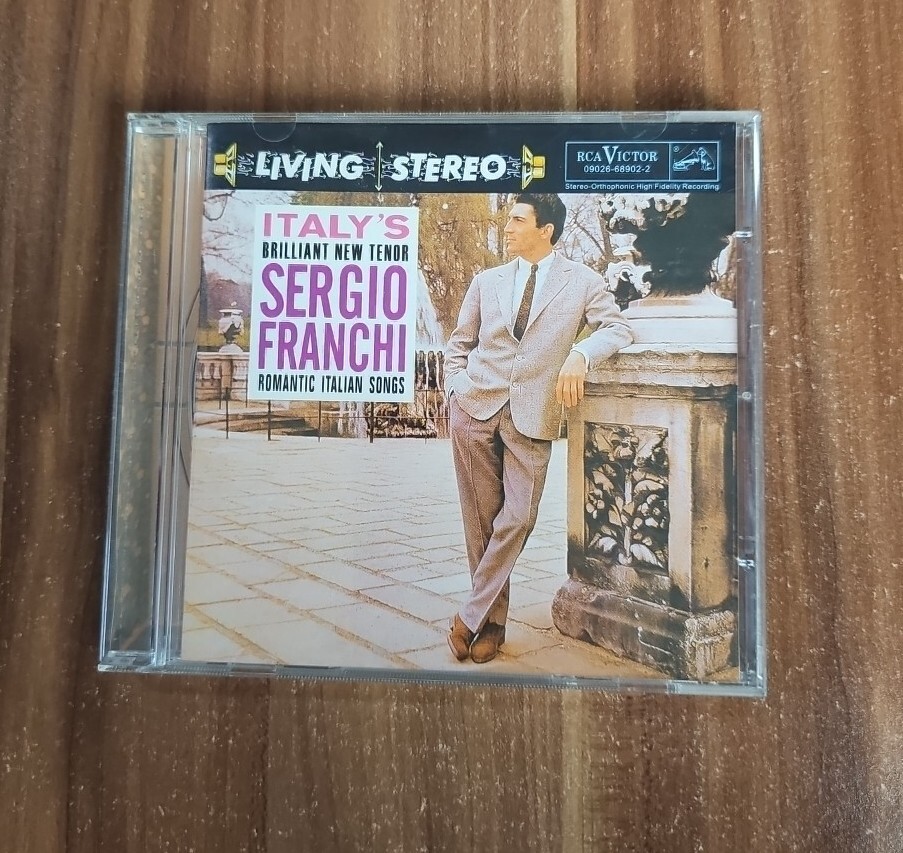 LIVING STEREO
RCA VICTOR
09026-68902-2
Stereo-Orthophonic High Fidelity Recording
ITALY'S
BRILLIANT NEW TENOR
SERGIO
FRANCHI
ROMANTIC ITALIAN SONGS